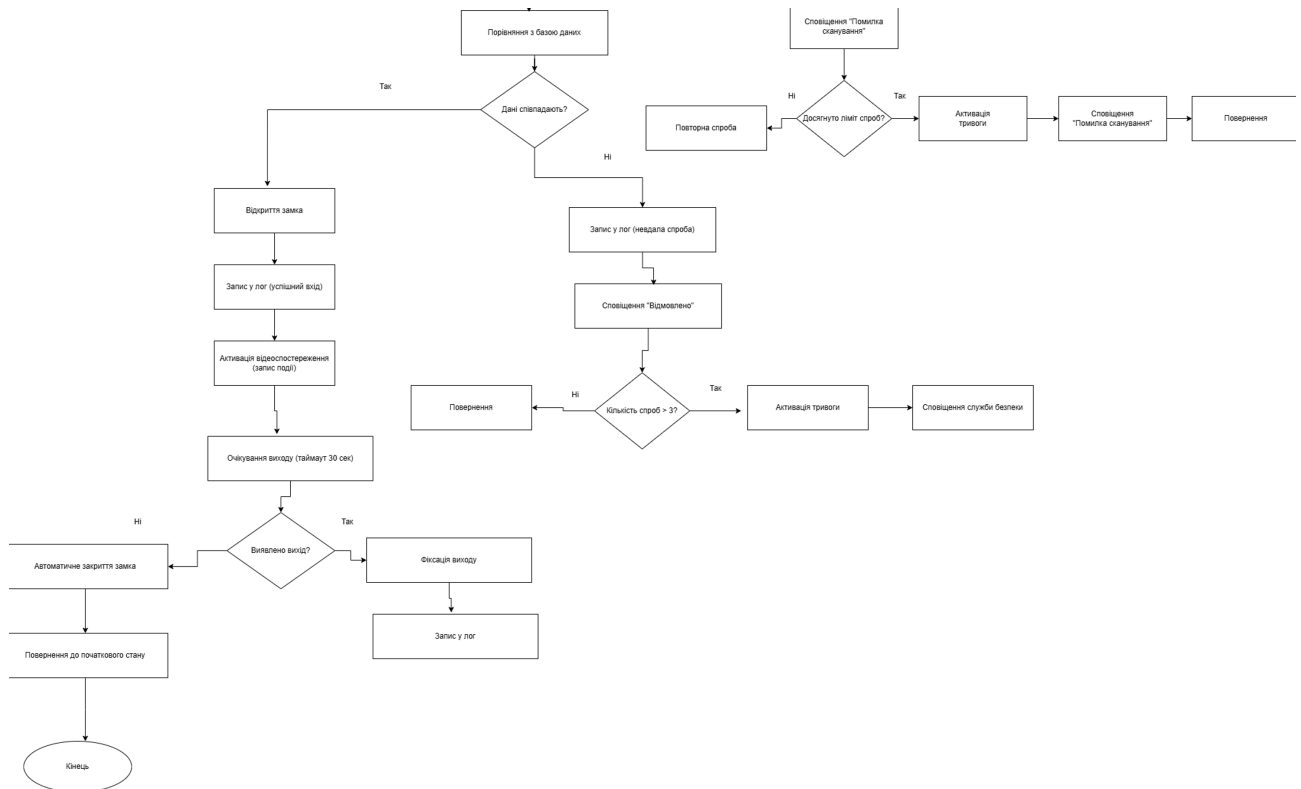 Порівняння з базою даних
Сповіщення "Помилка
сканування"
Так
Дані співпадають?
Ні
Так
Повторна спроба
Досягнуто ліміт спроб?
Активація
тривоги
Сповіщення
"Помилка сканування"
Повернення
Ні
Відкриття замка
Запис у лог (невдала спроба)
Запис у лог (успішний вхід)
Сповіщення "Відмовлено"
Активація відеоспостереження
(запис події)
Ні
Так
Повернення
Кількість спроб > 3?
Активація тривоги
Сповіщення служби безпеки
Очікування виходу (таймаут 30 сек)
Ні
Так
Виявлено вихід?
Автоматичне закриття замка
Фіксація виходу
Запис у лог
Повернення до початкового стану
Кінець